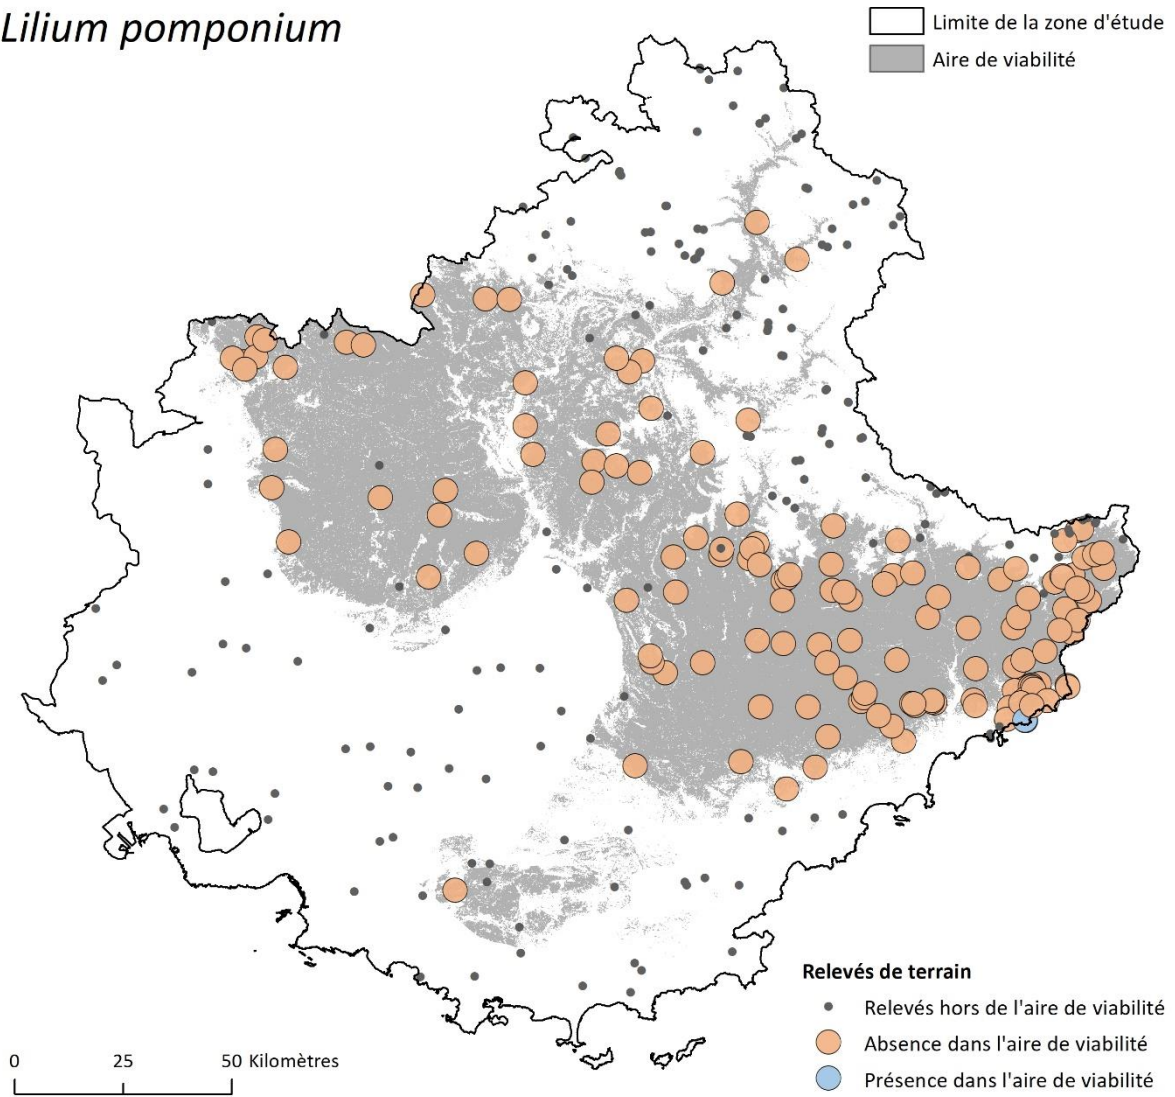 Lilium pomponium
Limite de la zone d'étude
Aire de viabilité
Relevés de terrain
Relevés hors de l'aire de viabilité
Absence dans l'aire de viabilité
Présence dans l'aire de viabilité
0 25 50 Kilomètres